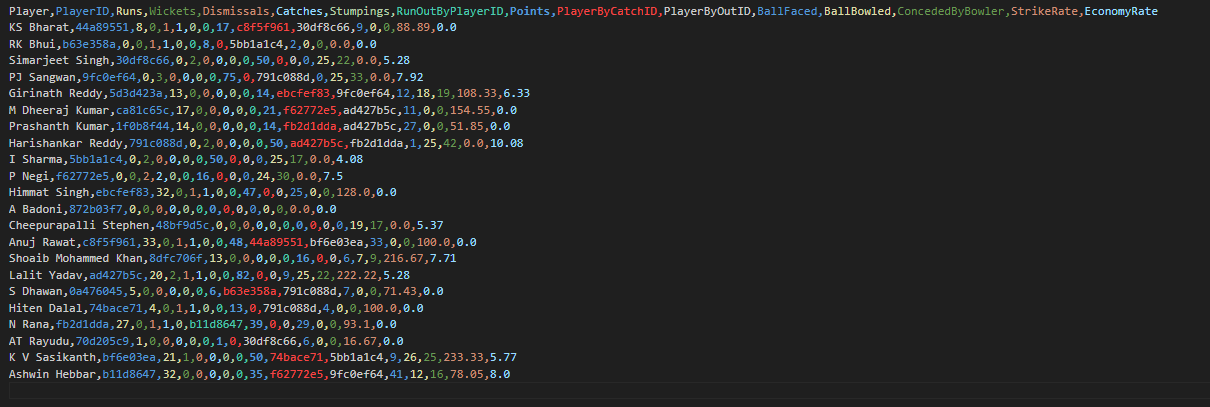 Player,PlayerID,Runs,Wickets,Dismissals,Catches,Stumpings,RunOutByPlayerID,Points,PlayerByCatchID,PlayerByOutID,BallFaced,BallBowled,ConcededByBowler,StrikeRate,EconomyRate
KS Bharat,44a89551,8,0,1,1,0,0,17,c8f5f961,30df8c66,9,0,0,88.89,0.0
RK Bhui,b63e358a,0,0,1,1,0,0,8,0,5bb1a1c4,2,0,0,0.0,0.0
Simarjeet Singh,30df8c66,0,2,0,0,0,0,50,0,0,0,25,22,0.0,5.28
PJ Sangwan,9fc0ef64,0,3,0,0,0,0,75,0,791c088d,0,25,33,0.0,7.92
Girinath Reddy,5d3d423a,13,0,0,0,0,0,14,ebcfef83,9fc0ef64,12,18,19,108.33,6.33
M Dheeraj Kumar,ca81c65c,17,0,0,0,0,0,21,f62772e5,ad427b5c,11,0,0,154.55,0.0
Prashanth Kumar,1f0b8f44,14,0,0,0,0,0,14,fb2d1dda,ad427b5c,27,0,0,51.85,0.0
Harishankar Reddy,791c088d,0,2,0,0,0,0,50,ad427b5c,fb2d1dda,1,25,42,0.0,10.08
I Sharma,5bb1a1c4,0,2,0,0,0,0,50,0,0,0,25,17,0.0,4.08
P Negi,f62772e5,0,0,2,2,0,0,16,0,0,0,24,30,0.0,7.5
Himmat Singh,ebcfef83,32,0,1,1,0,0,47,0,0,25,0,0,128.0,0.0
A Badoni,872b03f7,0,0,0,0,0,0,0,0,0,0,0,0,0.0,0.0
Cheepurapalli Stephen,48bf9d5c,0,0,0,0,0,0,0,0,0,0,19,17,0.0,5.37
Anuj Rawat,c8f5f961,33,0,1,1,0,0,48,44a89551,bf6e03ea,33,0,0,100.0,0.0
Shoaib Mohammed Khan,8dfc706f,13,0,0,0,0,0,16,0,0,6,7,9,216.67,7.71
Lalit Yadav,ad427b5c,20,2,1,1,0,0,82,0,0,9,25,22,222.22,5.28
S Dhawan,0a476045,5,0,0,0,0,0,6,b63e358a,791c088d,7,0,0,71.43,0.0
Hiten Dalal,74bace71,4,0,1,1,0,0,13,0,791c088d,4,0,0,100.0,0.0
N Rana,fb2d1dda,27,0,1,1,0,b11d8647,39,0,0,29,0,0,93.1,0.0
AT Rayudu,70d205c9,1,0,0,0,0,0,1,0,30df8c66,6,0,0,16.67,0.0
K V Sasikanth,bf6e03ea,21,1,0,0,0,0,50,74bace71,5bb1a1c4,9,26,25,233.33,5.77
Ashwin Hebbar,b11d8647,32,0,0,0,0,0,35,f62772e5,9fc0ef64,41,12,16,78.05,8.0